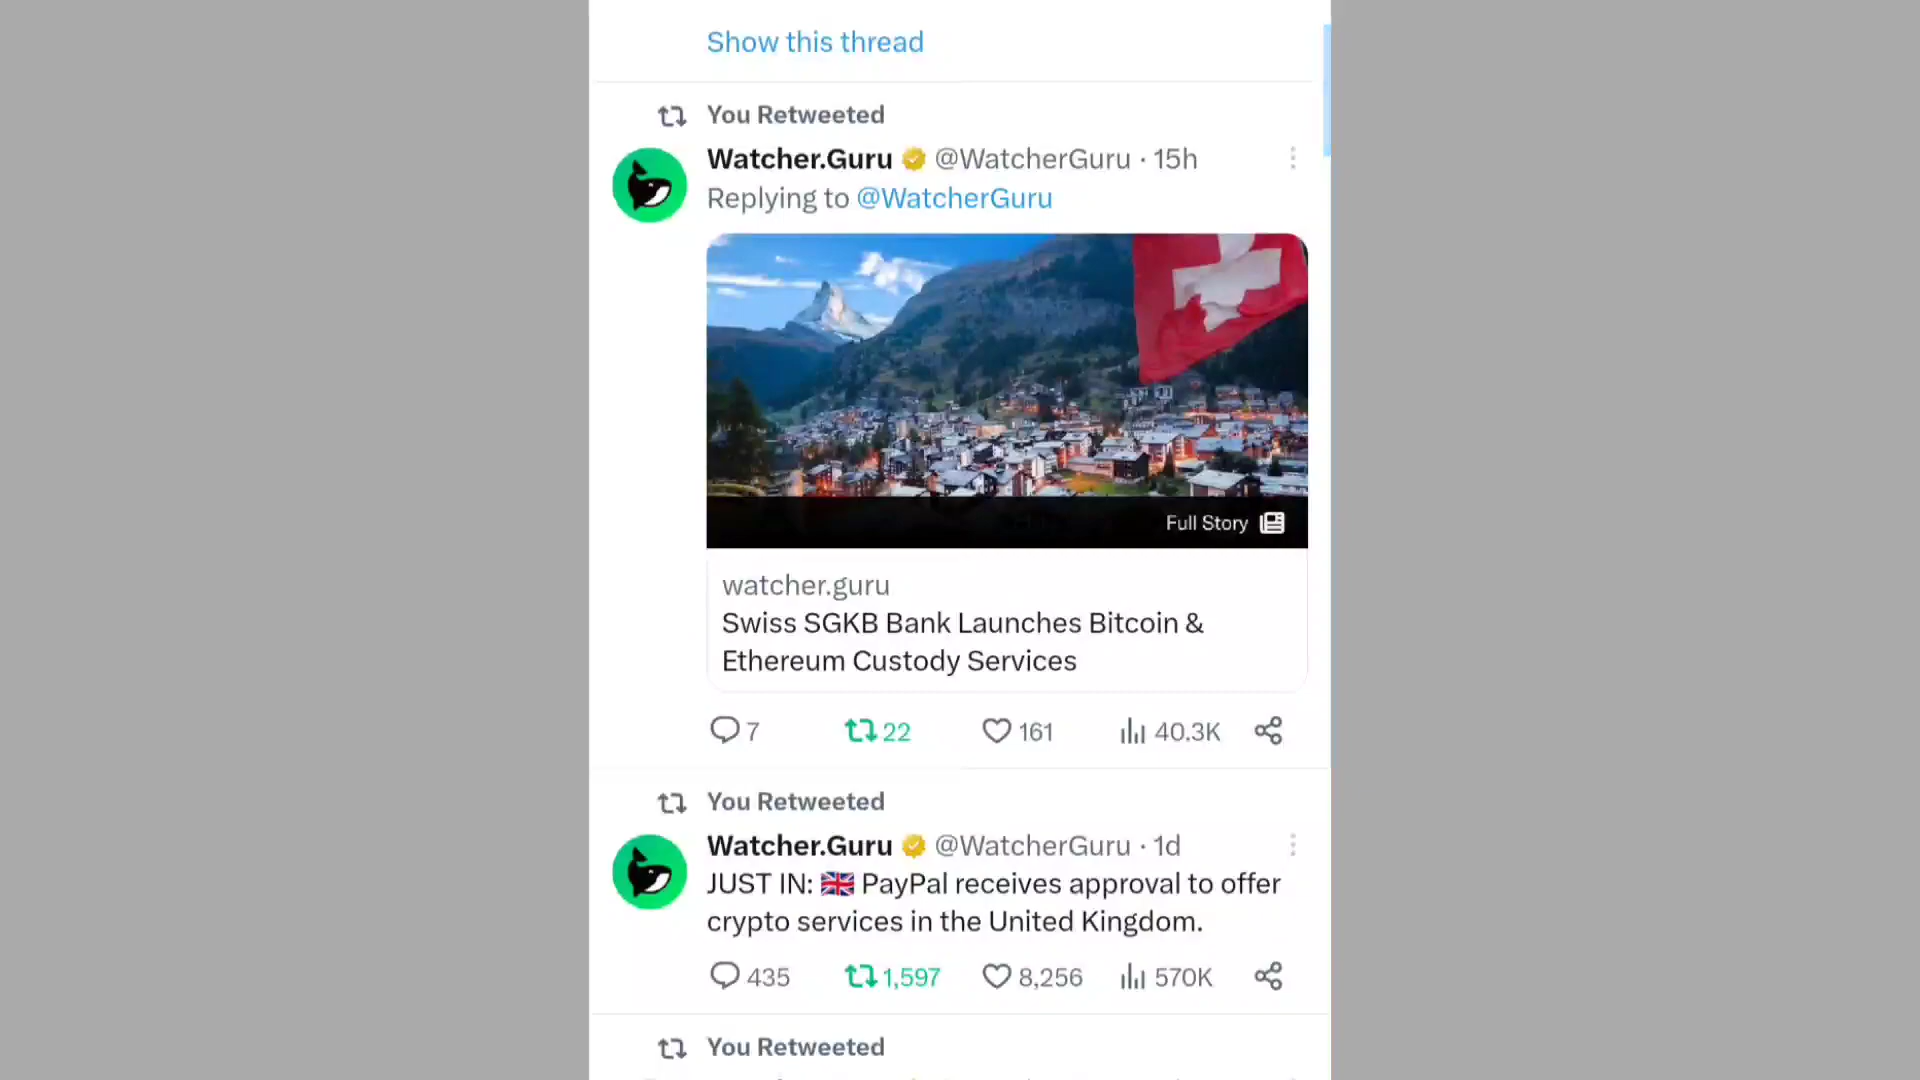 Show this thread
You Retweeted
Watcher.Guru @WatcherGuru · 15h
Replying to @WatcherGuru
Full Story
watcher.guru
Swiss SGKB Bank Launches Bitcoin &
Ethereum Custody Services
7 22 161 40.3K
You Retweeted
Watcher.Guru @WatcherGuru · 1d
JUST IN: 🇬🇧 PayPal receives approval to offer
crypto services in the United Kingdom.
435 1,597 8,256 570K
You Retweeted